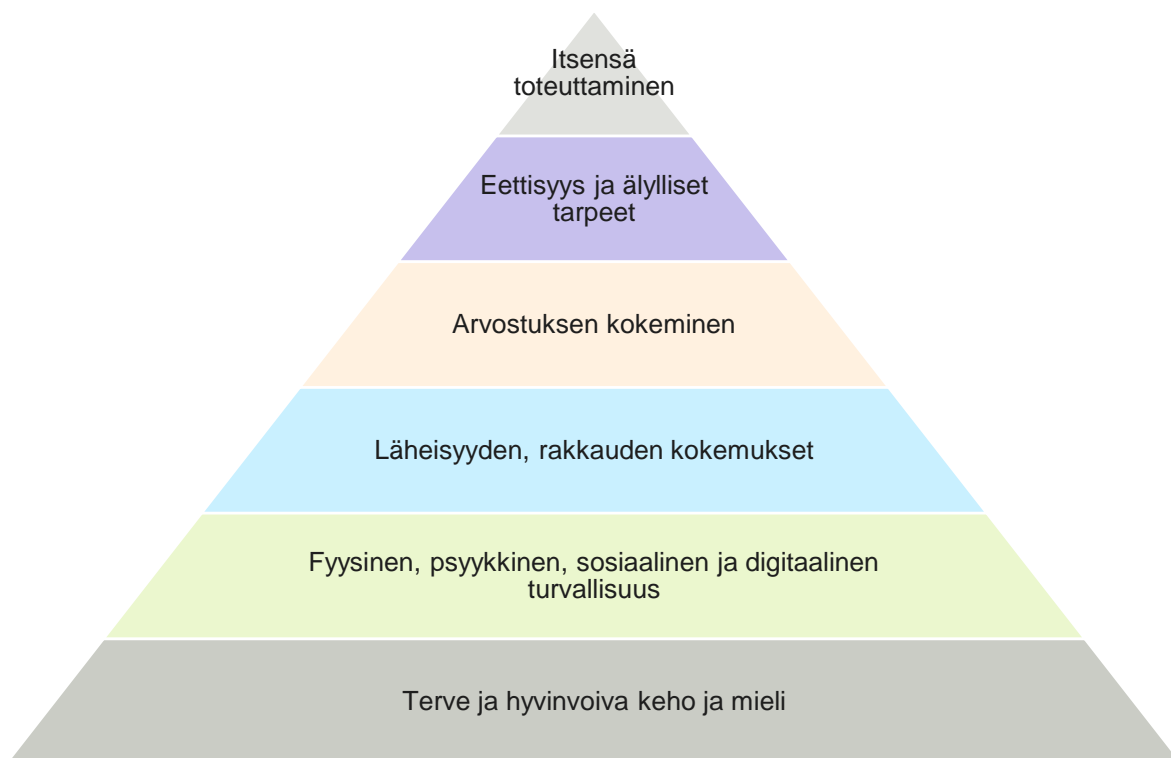 Itsensä
toteuttaminen
Eettisyys ja älylliset
tarpeet
Arvostuksen kokeminen
Läheisyyden, rakkauden kokemukset
Fyysinen, psyykkinen, sosiaalinen ja digitaalinen
turvallisuus
Terve ja hyvinvoiva keho ja mieli